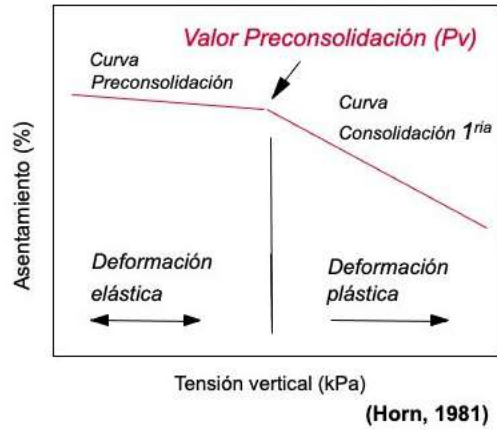 Valor Preconsolidación (Pv)
Curva
Preconsolidación
Curva
Consolidación 1ria
Asentamiento (%)
Deformación
elástica
Deformación
plástica
Tensión vertical (kPa)
(Horn, 1981)